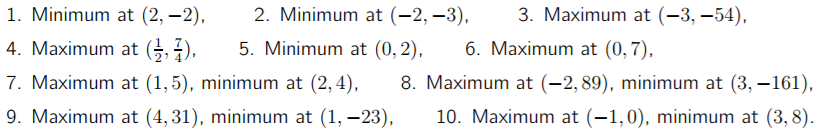 1. Minimum at (2, −2), 2. Minimum at (−2, −3), 3. Maximum at (−3, −54),
4. Maximum at (1/2, 7/4), 5. Minimum at (0, 2), 6. Maximum at (0, 7),
7. Maximum at (1, 5), minimum at (2, 4), 8. Maximum at (−2, 89), minimum at (3, −161),
9. Maximum at (4, 31), minimum at (1, −23), 10. Maximum at (−1, 0), minimum at (3, 8).